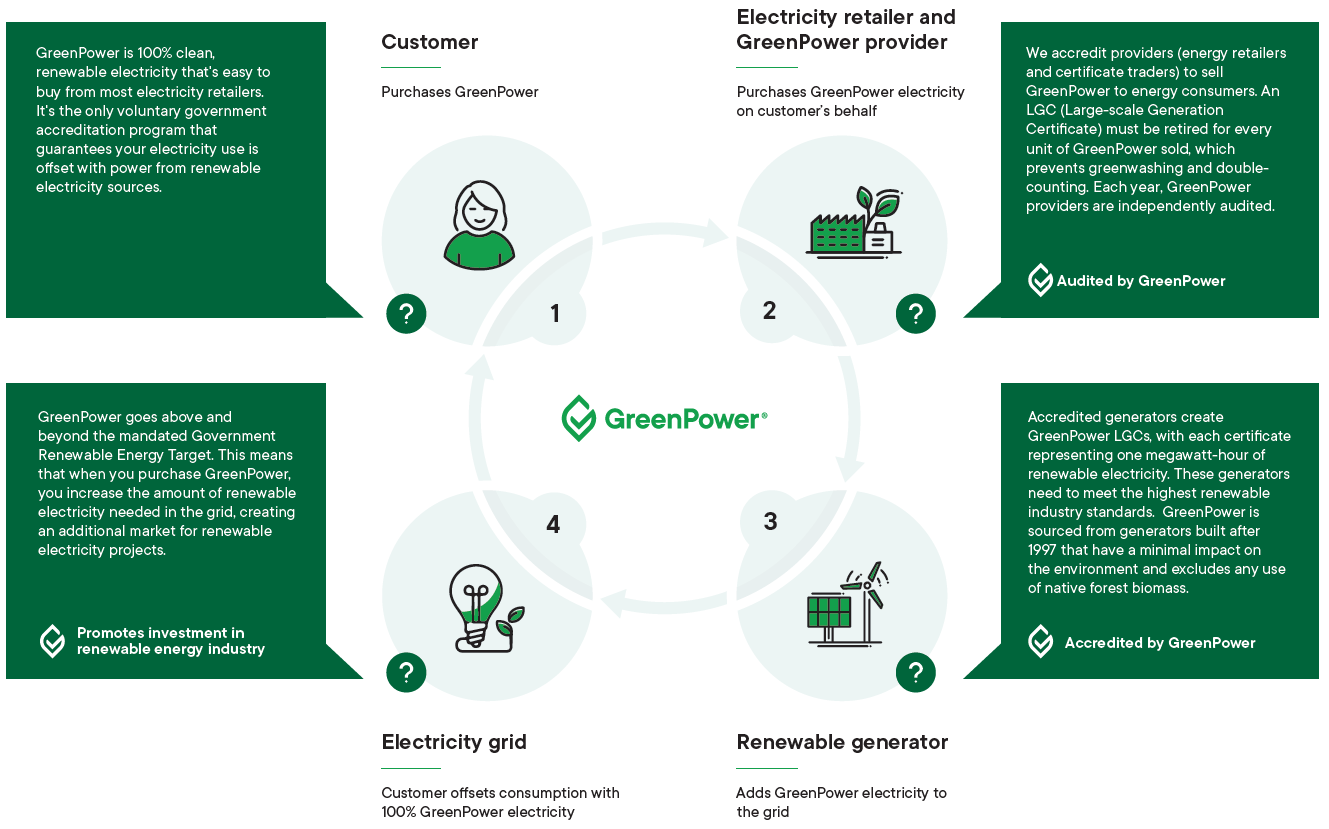 GreenPower is 100% clean,
renewable electricity that's easy to
buy from most electricity retailers.
It's the only voluntary government
accreditation program that
guarantees your electricity use is
offset with power from renewable
electricity sources.
Customer
Purchases GreenPower
Electricity retailer and
GreenPower provider
Purchases GreenPower electricity
on customer's behalf
We accredit providers (energy retailers
and certificate traders) to sell
GreenPower to energy consumers. An
LGC (Large-scale Generation
Certificate) must be retired for every
unit of GreenPower sold, which
prevents greenwashing and double-
counting. Each year, GreenPower
providers are independently audited.
Audited by GreenPower
?
1
2
?
GreenPower®
GreenPower goes above and
beyond the mandated Government
Renewable Energy Target. This means
that when you purchase GreenPower,
you increase the amount of renewable
electricity needed in the grid, creating
an additional market for renewable
electricity projects.
Promotes investment in
renewable energy industry
4
3
?
?
Accredited generators create
GreenPower LGCs, with each certificate
representing one megawatt-hour of
renewable electricity. These generators
need to meet the highest renewable
industry standards.  GreenPower is
sourced from generators built after
1997 that have a minimal impact on
the environment and excludes any use
of native forest biomass.
Accredited by GreenPower
Electricity grid
Customer offsets consumption with
100% GreenPower electricity
Renewable generator
Adds GreenPower electricity to
the grid